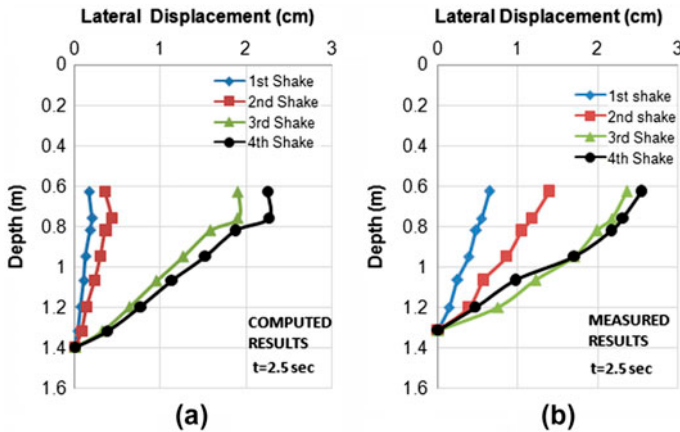 Lateral Displacement (cm)
0 1 2 3
0
0.2
0.4
0.6
0.8
1
1.2
1.4
1.6
Depth (m)
1st Shake
2nd Shake
3rd Shake
4th Shake
COMPUTED
RESULTS
t=2.5 sec
(a)
Lateral Displacement (cm)
0 1 2 3
0
0.2
0.4
0.6
0.8
1
1.2
1.4
1.6
Depth (m)
1st shake
2nd shake
3rd Shake
4th Shake
MEASURED
RESULTS
t=2.5 sec
(b)